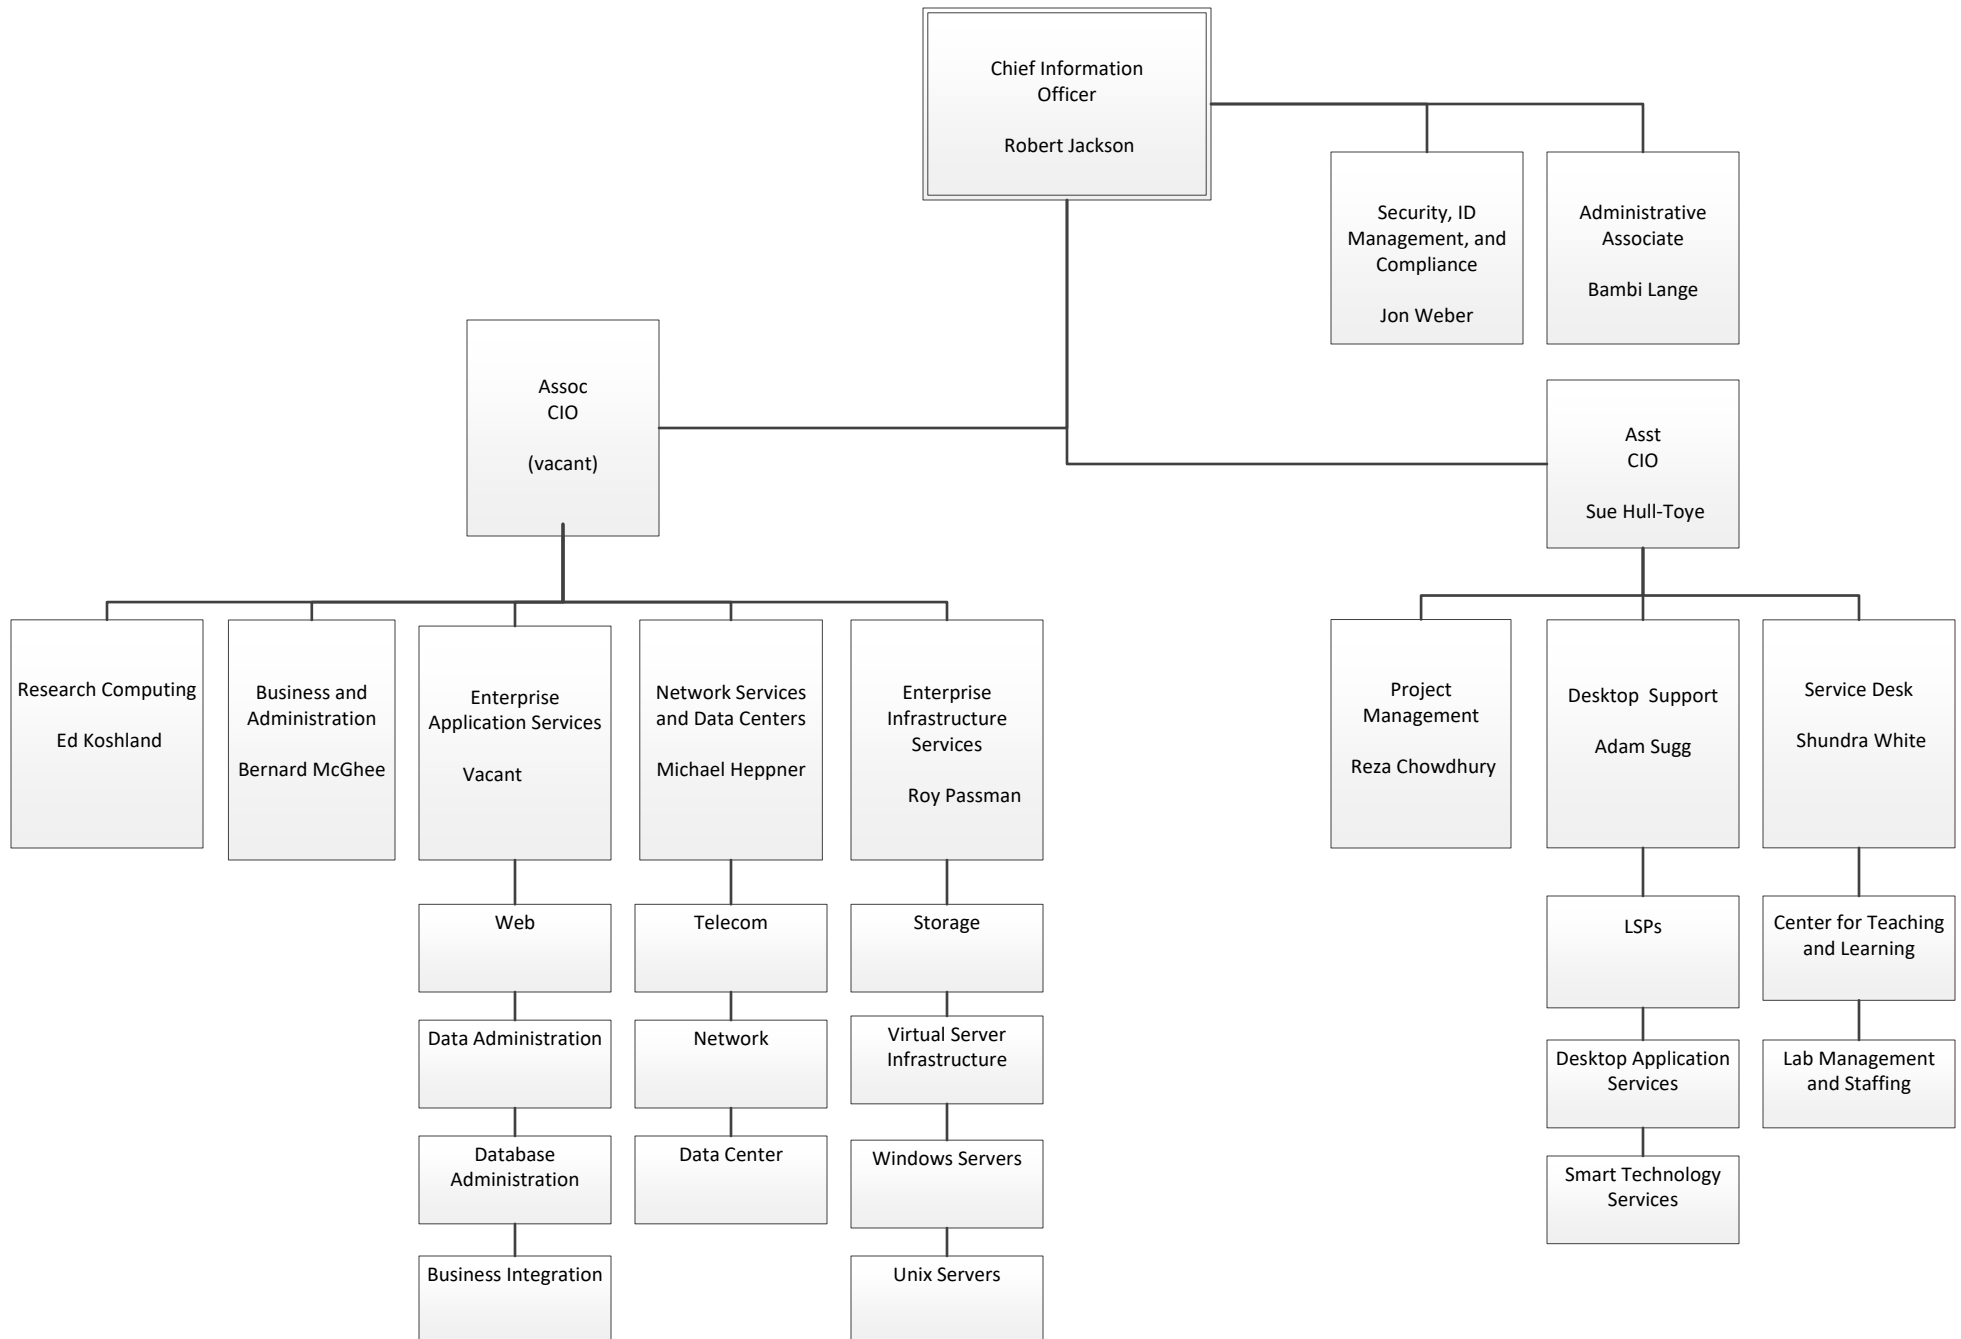 Chief Information
Officer
Robert Jackson
Security, ID
Management, and
Compliance
Jon Weber
Administrative
Associate
Bambi Lange
Assoc
CIO
(vacant)
Asst
CIO
Sue Hull-Toye
Research Computing
Ed Koshland
Business and
Administration
Bernard McGhee
Enterprise
Application Services
Vacant
Network Services
and Data Centers
Michael Heppner
Enterprise
Infrastructure
Services
Roy Passman
Project
Management
Reza Chowdhury
Desktop  Support
Adam Sugg
Service Desk
Shundra White
Web
Data Administration
Database
Administration
Business Integration
Telecom
Network
Data Center
Storage
Virtual Server
Infrastructure
Windows Servers
Unix Servers
LSPs
Desktop Application
Services
Smart Technology
Services
Center for Teaching
and Learning
Lab Management
and Staffing